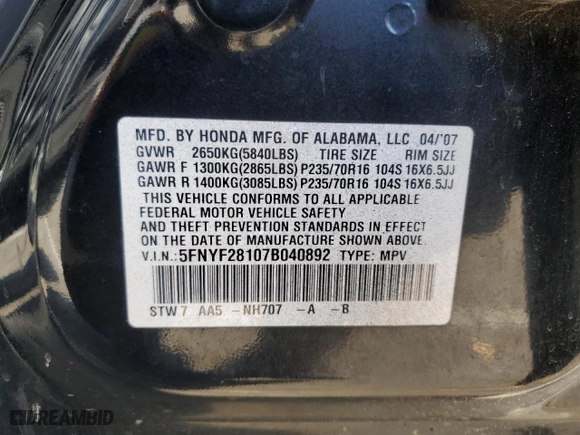 MFD. BY HONDA MFG. OF ALABAMA, LLC 04/'07
GVWR 2650KG(5840LBS) TIRE SIZE RIM SIZE
GAWR F 1300KG(2865LBS) P235/70R16 104S 16X6.5JJ
GAWR R 1400KG(3085LBS) P235/70R16 104S 16X6.5JJ
THIS VEHICLE CONFORMS TO ALL APPLICABLE
FEDERAL MOTOR VEHICLE SAFETY
AND THEFT PREVENTION STANDARDS IN EFFECT
ON THE DATE OF MANUFACTURE SHOWN ABOVE.
V.I.N.: 5FNYF28107B040892 TYPE: MPV
STW7 AA5 -NH707 -A -B
DREAMBID